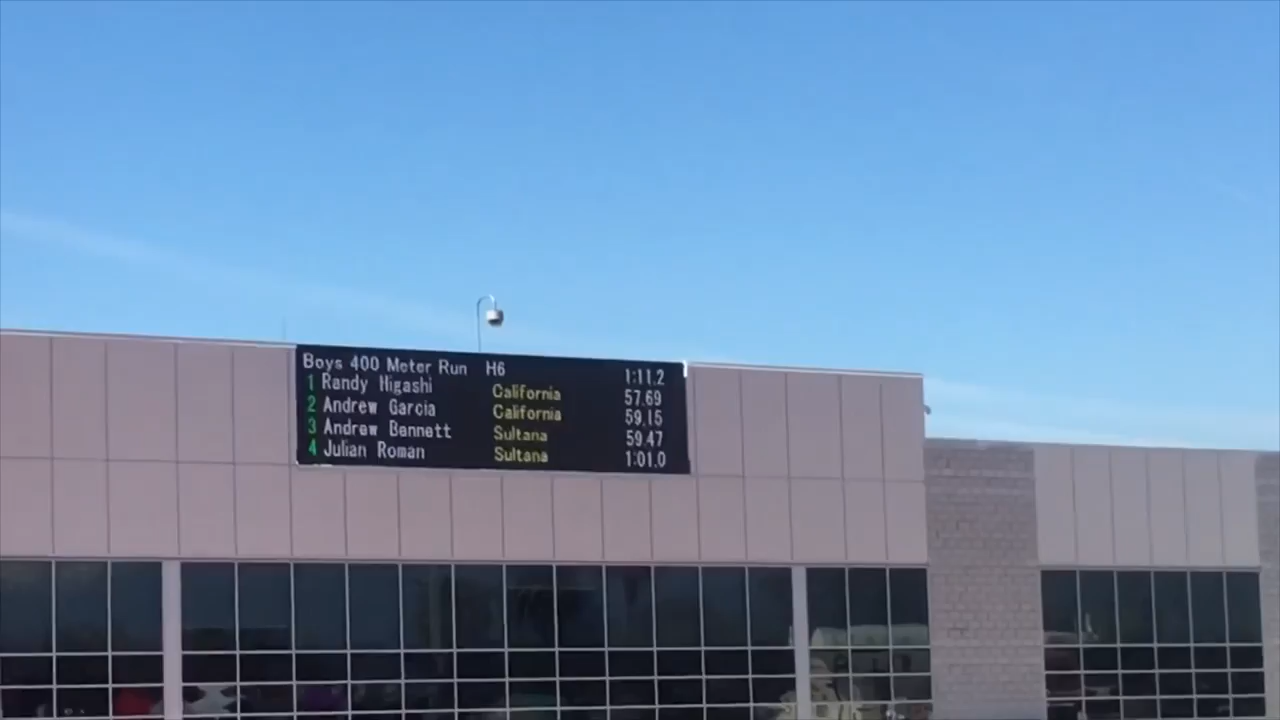 Boys 400 Meter Run H6 1:11.2
1 Randy Higashi California 57.69
2 Andrew Garcia California 59.15
3 Andrew Bennett Sultana 59.47
4 Julian Roman Sultana 1:01.0